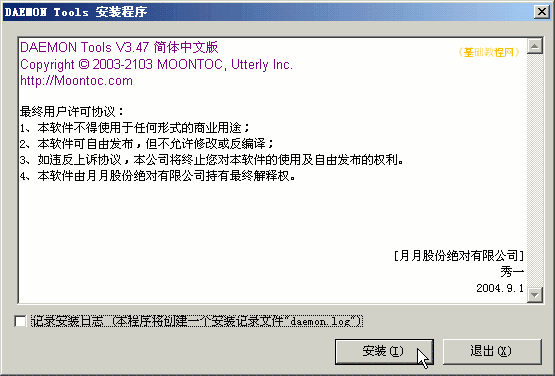 DAEMON Tools 安装程序
DAEMON Tools V3.47 简体中文版
（基础教程网）
Copyright © 2003-2103 MOONTOC, Utterly Inc.
http://Moontoc.com
最终用户许可协议：
1、本软件不得使用于任何形式的商业用途；
2、本软件可自由发布，但不允许修改或反编译；
3、如违反上诉协议，本公司将终止您对本软件的使用及自由发布的权利。
4、本软件由月月股份绝对有限公司持有最终解释权。
[月月股份绝对有限公司]
秀一
2004.9.1
记录安装日志 (本程序将创建一个安装记录文件"daemon.log")
安装(I)
退出(X)